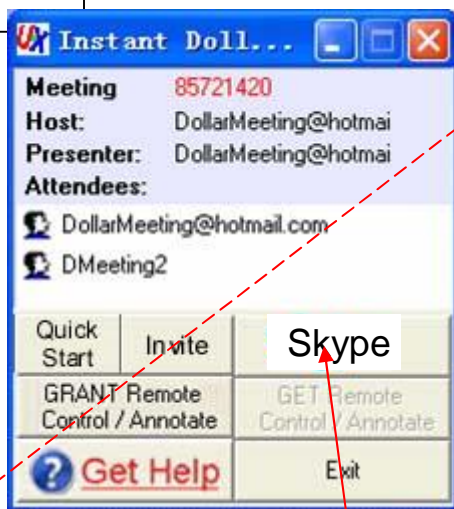 Instant Doll...
Meeting 85721420
Host: DollarMeeting@hotmai
Presenter: DollarMeeting@hotmai
Attendees:
DollarMeeting@hotmail.com
DMeeting2
Quick Start
Invite
Skype
GRANT Remote
Control / Annotate
GET Remote
Control / Annotate
Get Help
Exit